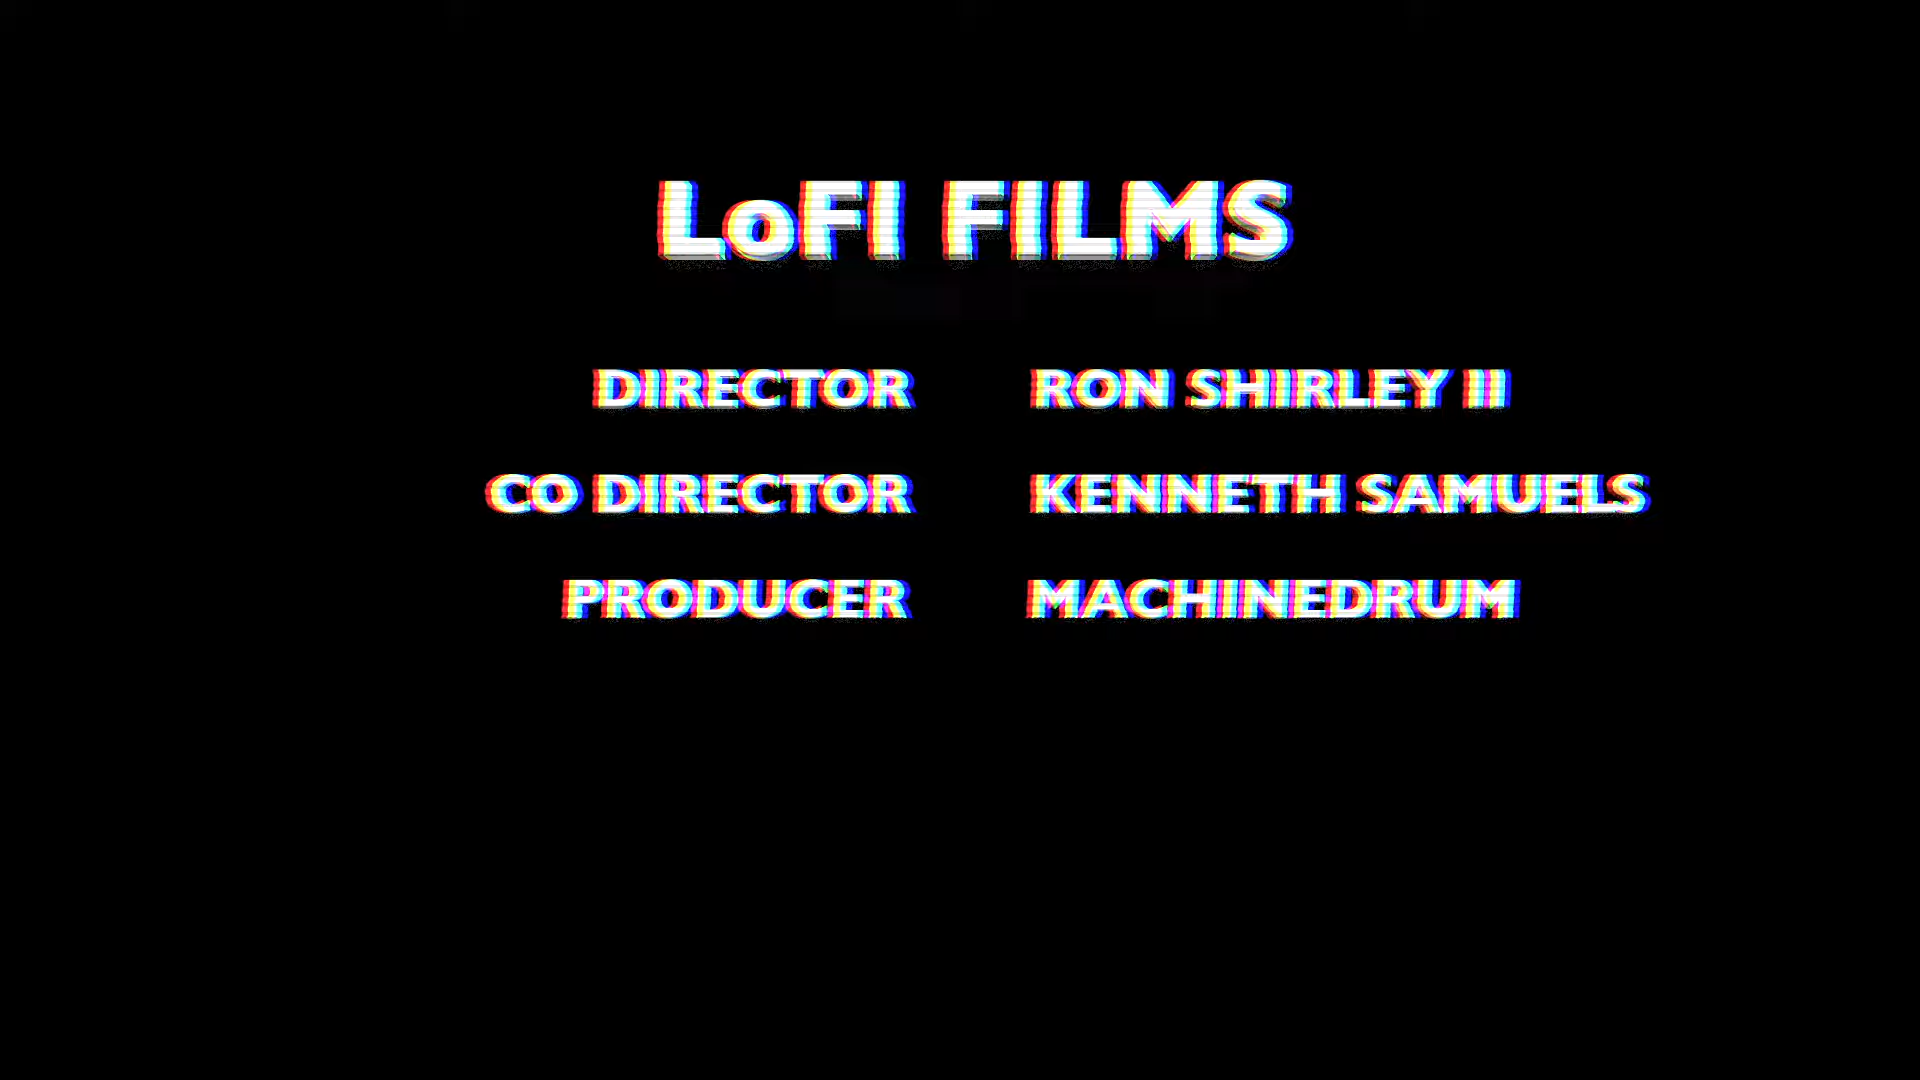 LoFI FILMS
DIRECTOR RON SHIRLEY II
CO DIRECTOR KENNETH SAMUELS
PRODUCER MACHINEDRUM